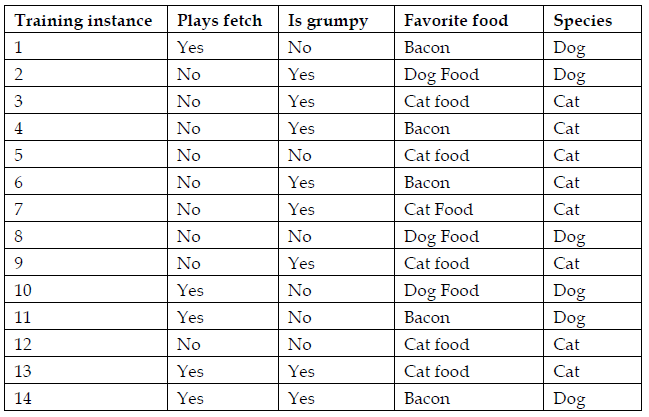 Training instance Plays fetch Is grumpy Favorite food Species
1 Yes No Bacon Dog
2 No Yes Dog Food Dog
3 No Yes Cat food Cat
4 No Yes Bacon Cat
5 No No Cat food Cat
6 No Yes Bacon Cat
7 No Yes Cat Food Cat
8 No No Dog Food Dog
9 No Yes Cat food Cat
10 Yes No Dog Food Dog
11 Yes No Bacon Dog
12 No No Cat food Cat
13 Yes Yes Cat food Cat
14 Yes Yes Bacon Dog